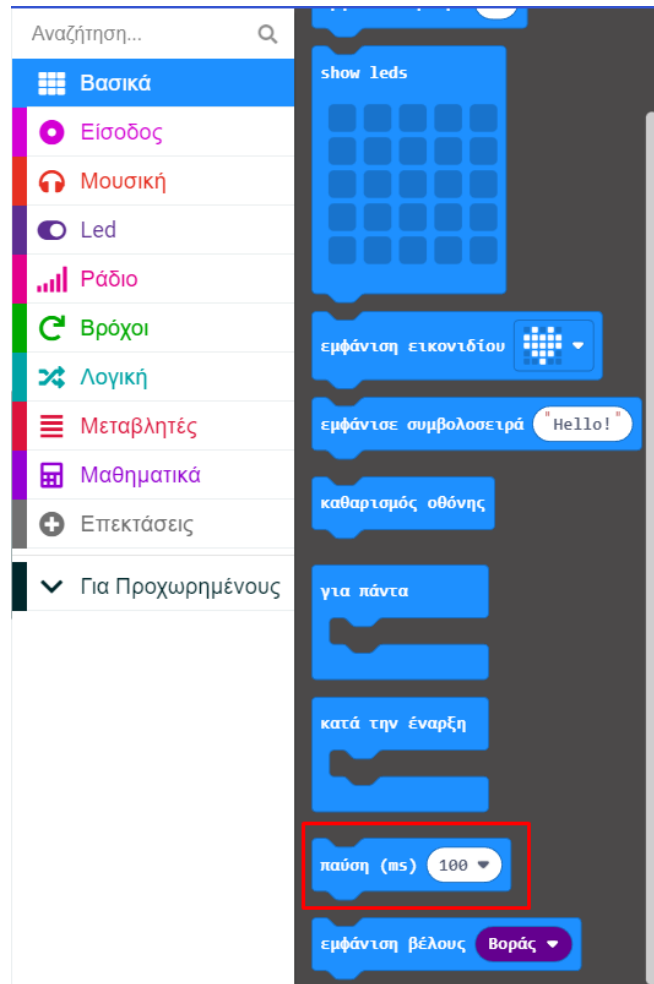 Αναζήτηση...
Βασικά
Είσοδος
Μουσική
Led
Ράδιο
Βρόχοι
Λογική
Μεταβλητές
Μαθηματικά
Επεκτάσεις
Για Προχωρημένους
show leds
εμφάνιση εικονιδίου
εμφάνισε συμβολοσειρά "Hello!"
καθαρισμός οθόνης
για πάντα
κατά την έναρξη
παύση (ms) 100
εμφάνιση βέλους Βοράς